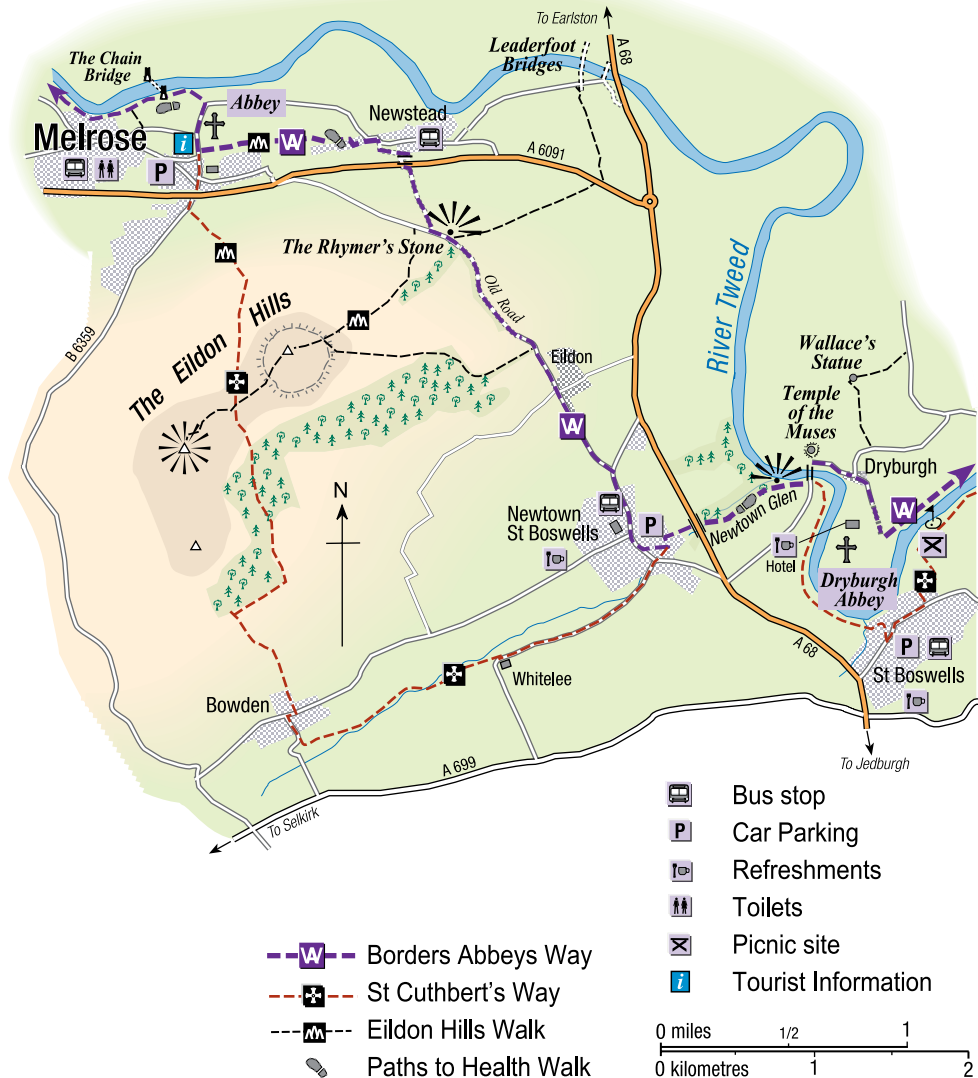 To Earlston
A 68
Leaderfoot
Bridges
The Chain
Bridge
Abbey
Newstead
Melrose
i
P
A 6091
The Rhymer's Stone
Old Road
River Tweed
The Eildon Hills
B 6359
Eildon
Wallace's
Statue
Temple
of the
Muses
Dryburgh
N
Newtown
St Boswells
P
Newtown Glen
Hotel
Dryburgh
Abbey
A 68
P
St Boswells
Whitelee
Bowden
A 699
To Selkirk
To Jedburgh
Bus stop
P Car Parking
Refreshments
Toilets
Picnic site
i Tourist Information
Borders Abbeys Way
St Cuthbert's Way
Eildon Hills Walk
Paths to Health Walk
0 miles 1/2 1
0 kilometres 1 2